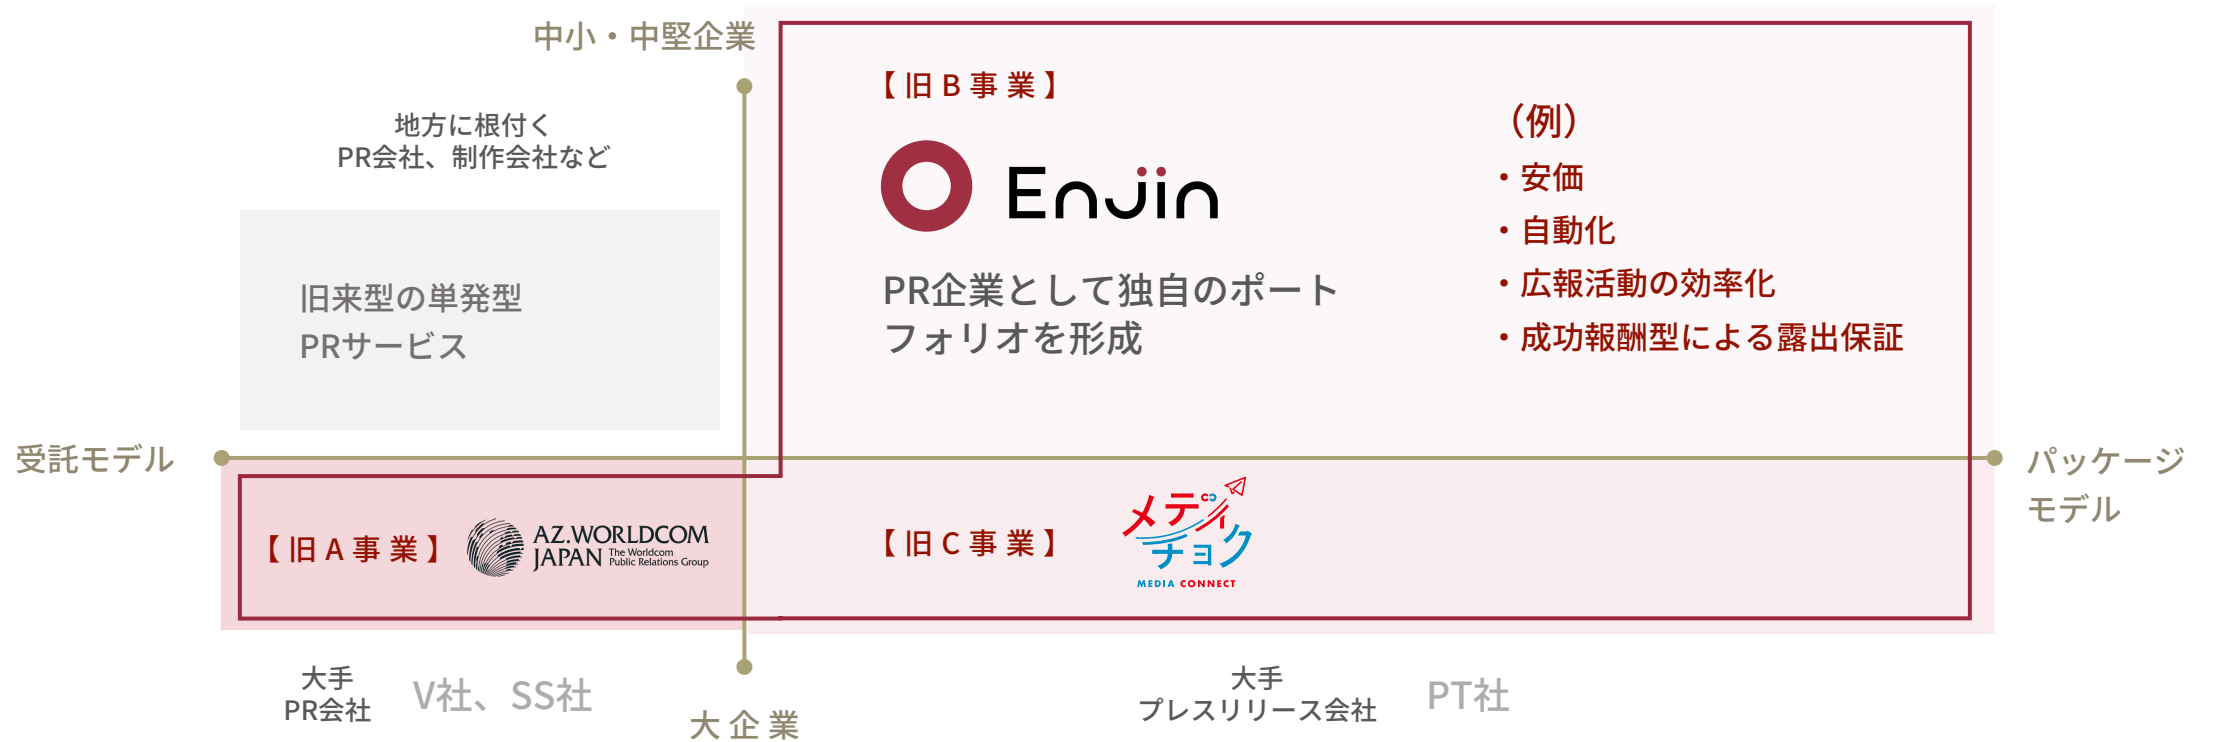 中小・中堅企業
地方に根付く
PR会社、制作会社など
旧来型の単発型
PRサービス
【旧B事業】
Enjin
PR企業として独自のポート
フォリオを形成
（例）
・安価
・自動化
・広報活動の効率化
・成功報酬型による露出保証
受託モデル
パッケージ
モデル
【旧A事業】
AZ.WORLDCOM
JAPAN
The Worldcom
Public Relations Group
【旧C事業】
メディ
チョク
MEDIA CONNECT
大手
PR会社
V社、SS社
大企業
大手
プレスリリース会社
PT社